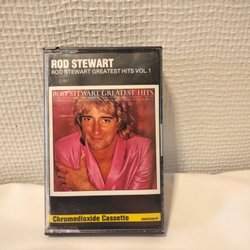 ROD STEWART
ROD STEWART GREATEST HITS VOL. 1
ROD STEWART GREATEST HITS
Chromedioxide Cassette